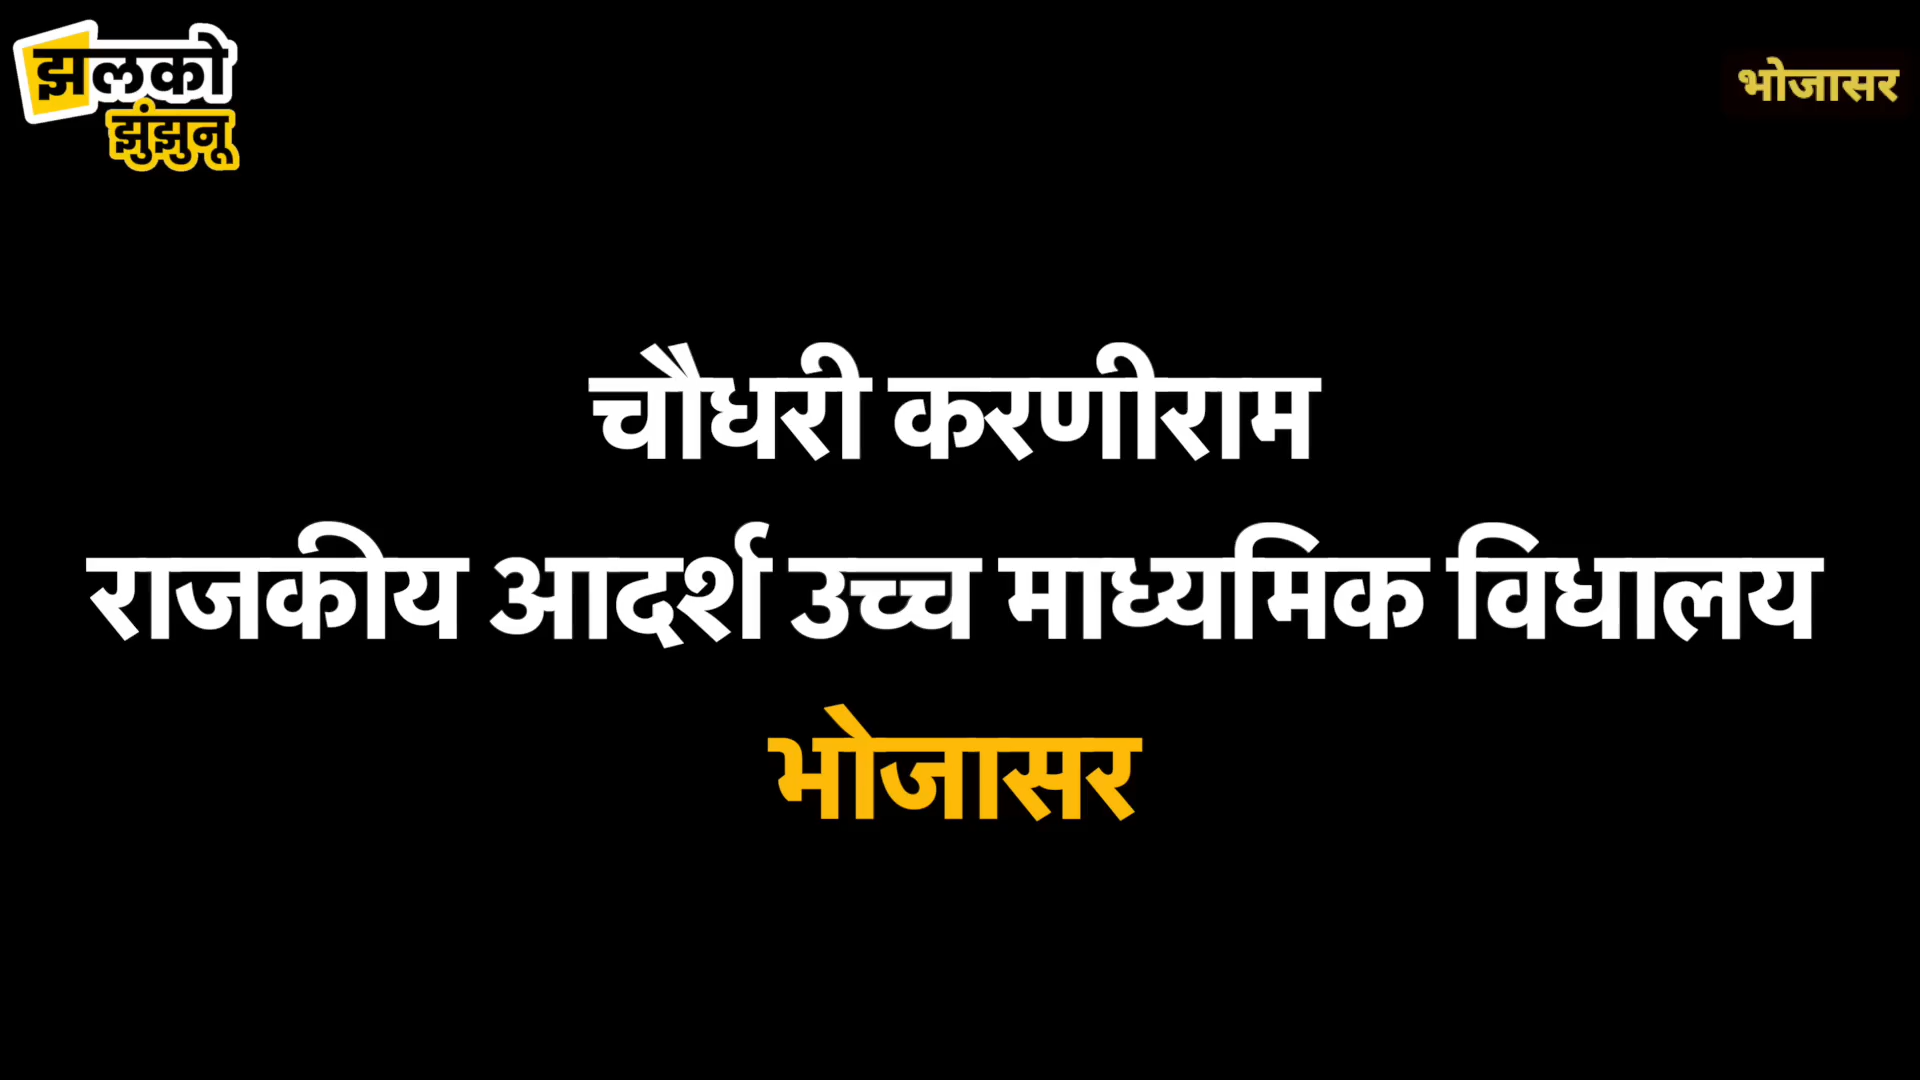 झलको
झुंझुनू
भोजासर
चौधरी करणीराम
राजकीय आदर्श उच्च माध्यमिक विधालय
भोजासर